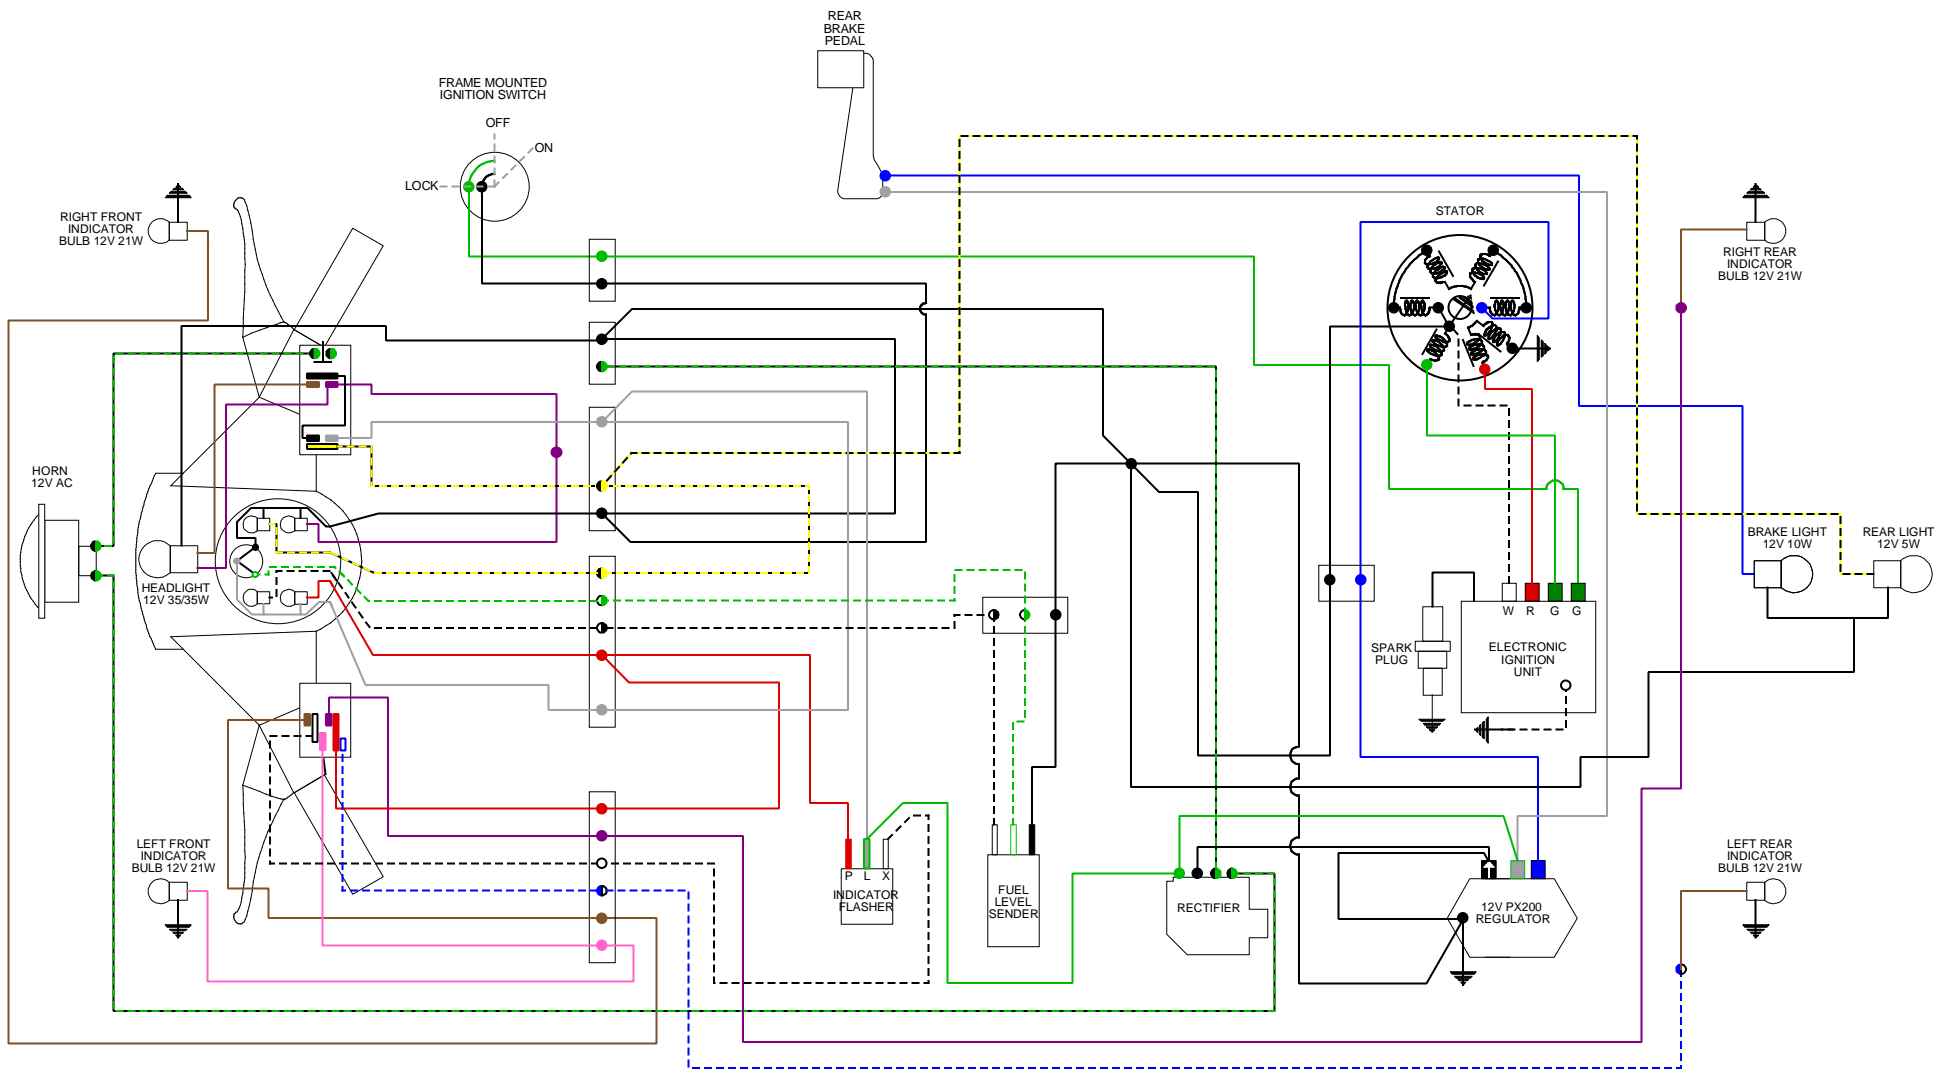 REAR
BRAKE
PEDAL
FRAME MOUNTED
IGNITION SWITCH
OFF
ON
LOCK
RIGHT FRONT
INDICATOR
BULB 12V 21W
STATOR
RIGHT REAR
INDICATOR
BULB 12V 21W
HORN
12V AC
HEADLIGHT
12V 35/35W
BRAKE LIGHT
12V 10W
REAR LIGHT
12V 5W
W R G G
SPARK
PLUG
ELECTRONIC
IGNITION
UNIT
LEFT FRONT
INDICATOR
BULB 12V 21W
P L X
INDICATOR
FLASHER
FUEL
LEVEL
SENDER
RECTIFIER
12V PX200
REGULATOR
LEFT REAR
INDICATOR
BULB 12V 21W